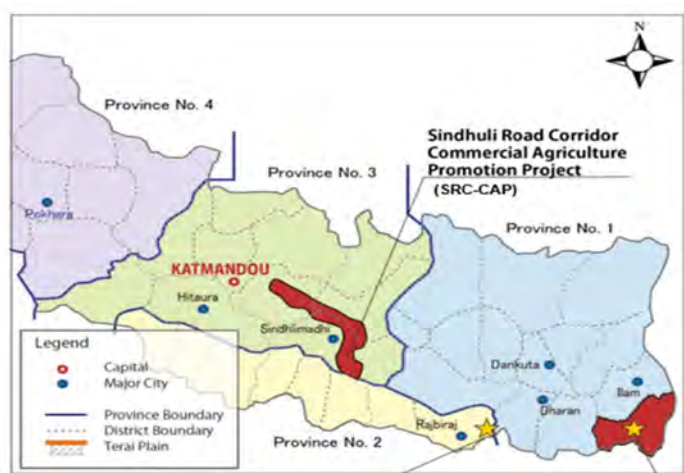 N
Province No. 4
Sindhuli Road Corridor
Commercial Agriculture
Promotion Project
(SRC-CAP)
Province No. 3
Pokhara
Province No. 1
KATMANDOU
Hitaura
Sindhlimadhi
Dankuta
Ilam
Dharan
Rajbiraj
Province No. 2
Legend
Capital
Major City
Province Boundary
District Boundary
Terai Plain